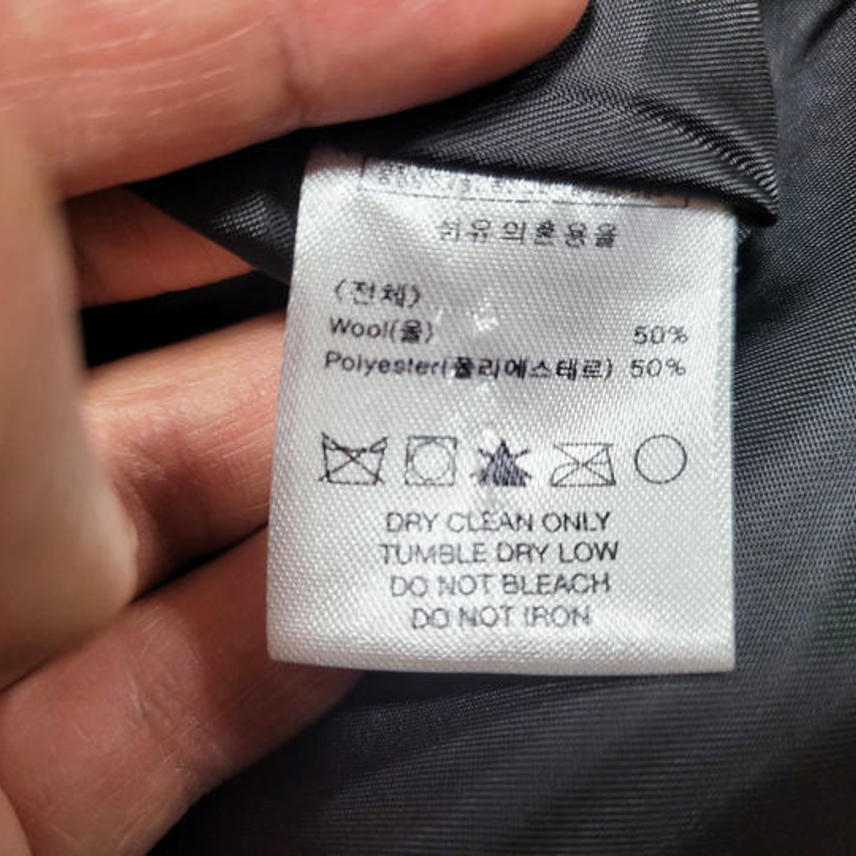 섬유의혼용율
〈전체〉
Wool(울) 50%
Polyester(폴리에스테르) 50%
DRY CLEAN ONLY
TUMBLE DRY LOW
DO NOT BLEACH
DO NOT IRON